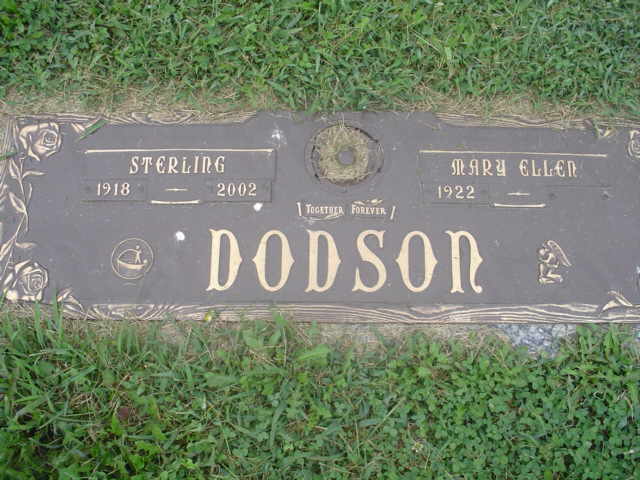 STERLING
1918 — 2002
MARY ELLEN
1922 —
TOGETHER FOREVER
DODSON